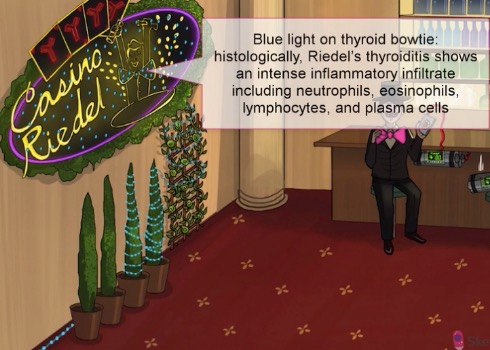 Blue light on thyroid bowtie:
histologically, Riedel's thyroiditis shows
an intense inflammatory infiltrate
including neutrophils, eosinophils,
lymphocytes, and plasma cells
Casino
Riedel